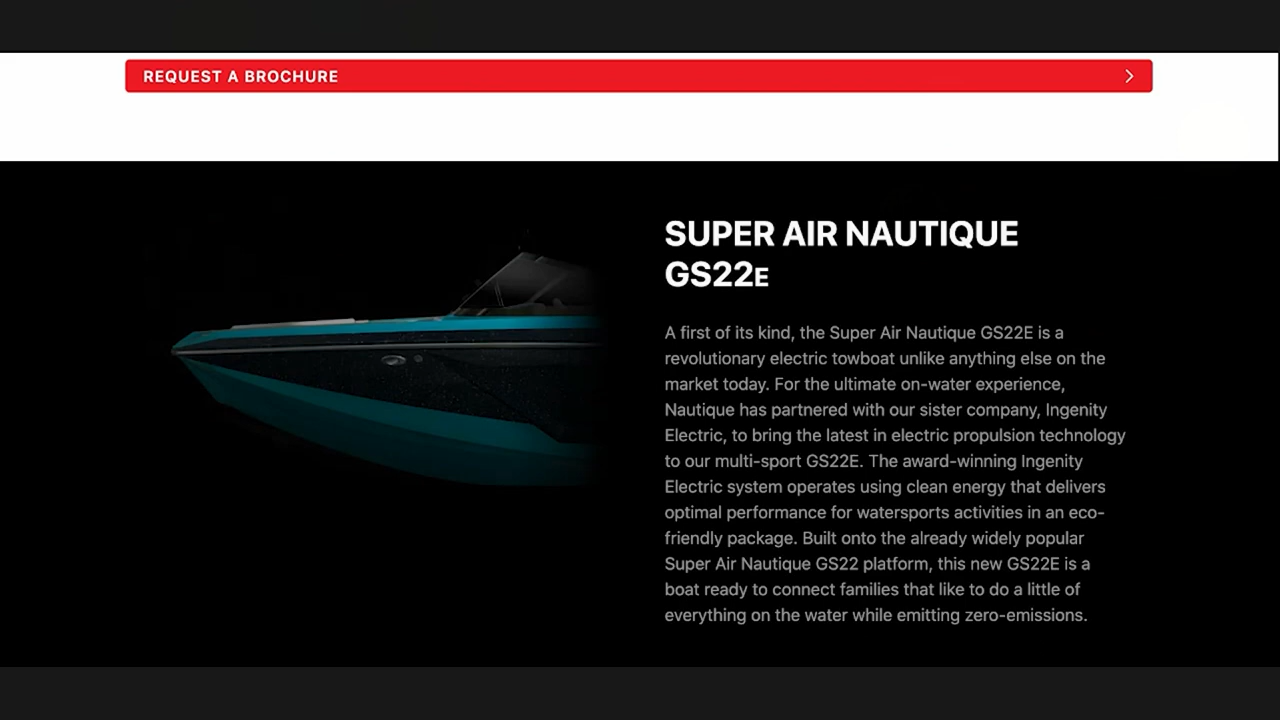 REQUEST A BROCHURE
SUPER AIR NAUTIQUE
GS22E
A first of its kind, the Super Air Nautique GS22E is a
revolutionary electric towboat unlike anything else on the
market today. For the ultimate on-water experience,
Nautique has partnered with our sister company, Ingenity
Electric, to bring the latest in electric propulsion technology
to our multi-sport GS22E. The award-winning Ingenity
Electric system operates using clean energy that delivers
optimal performance for watersports activities in an eco-
friendly package. Built onto the already widely popular
Super Air Nautique GS22 platform, this new GS22E is a
boat ready to connect families that like to do a little of
everything on the water while emitting zero-emissions.